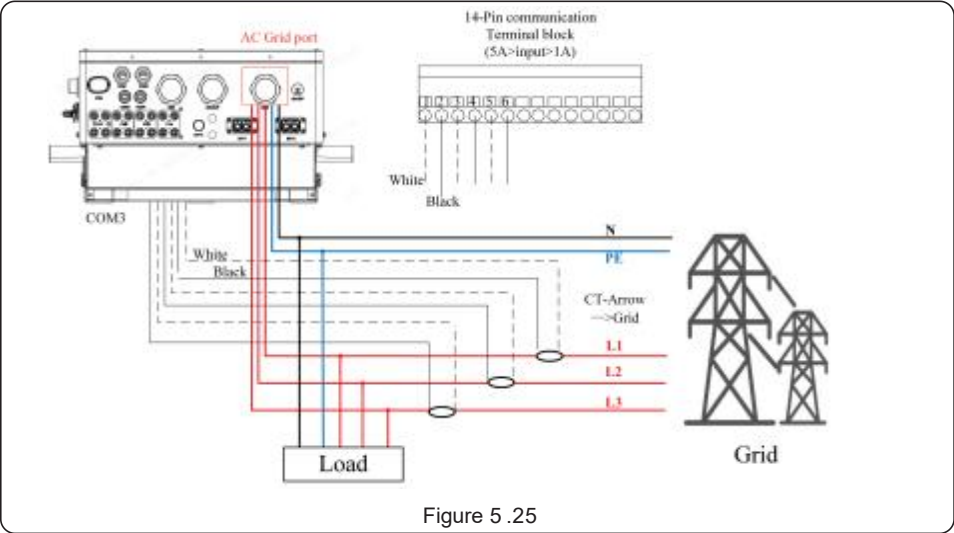 AC Grid port
14-Pin communication
Terminal block
(5A>input>1A)
1 2 3 4 5 6
White
Black
COM3
White
Black
N
PE
CT-Arrow
-->Grid
L1
L2
L3
Load
Grid
Figure 5.25